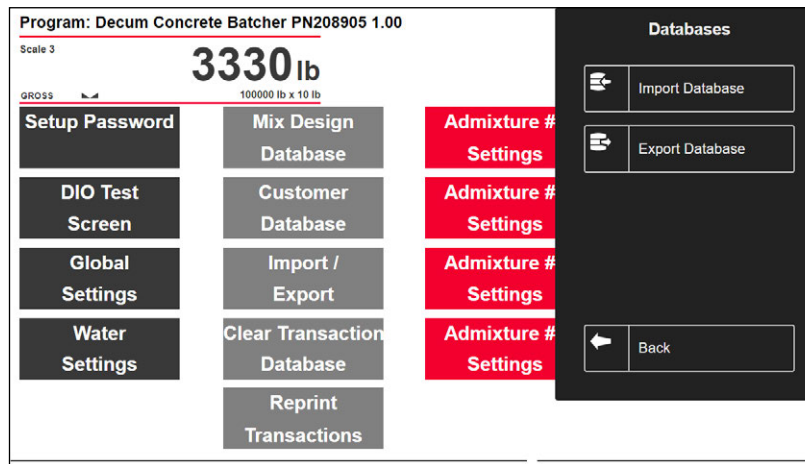 Program: Decum Concrete Batcher PN208905 1.00
Scale 3
3330 lb
GROSS
100000 lb x 10 lb
Setup Password
Mix Design
Database
Admixture #
Settings
DIO Test
Screen
Customer
Database
Admixture #
Settings
Global
Settings
Import /
Export
Admixture #
Settings
Water
Settings
Clear Transaction
Database
Admixture #
Settings
Reprint
Transactions
Databases
Import Database
Export Database
Back